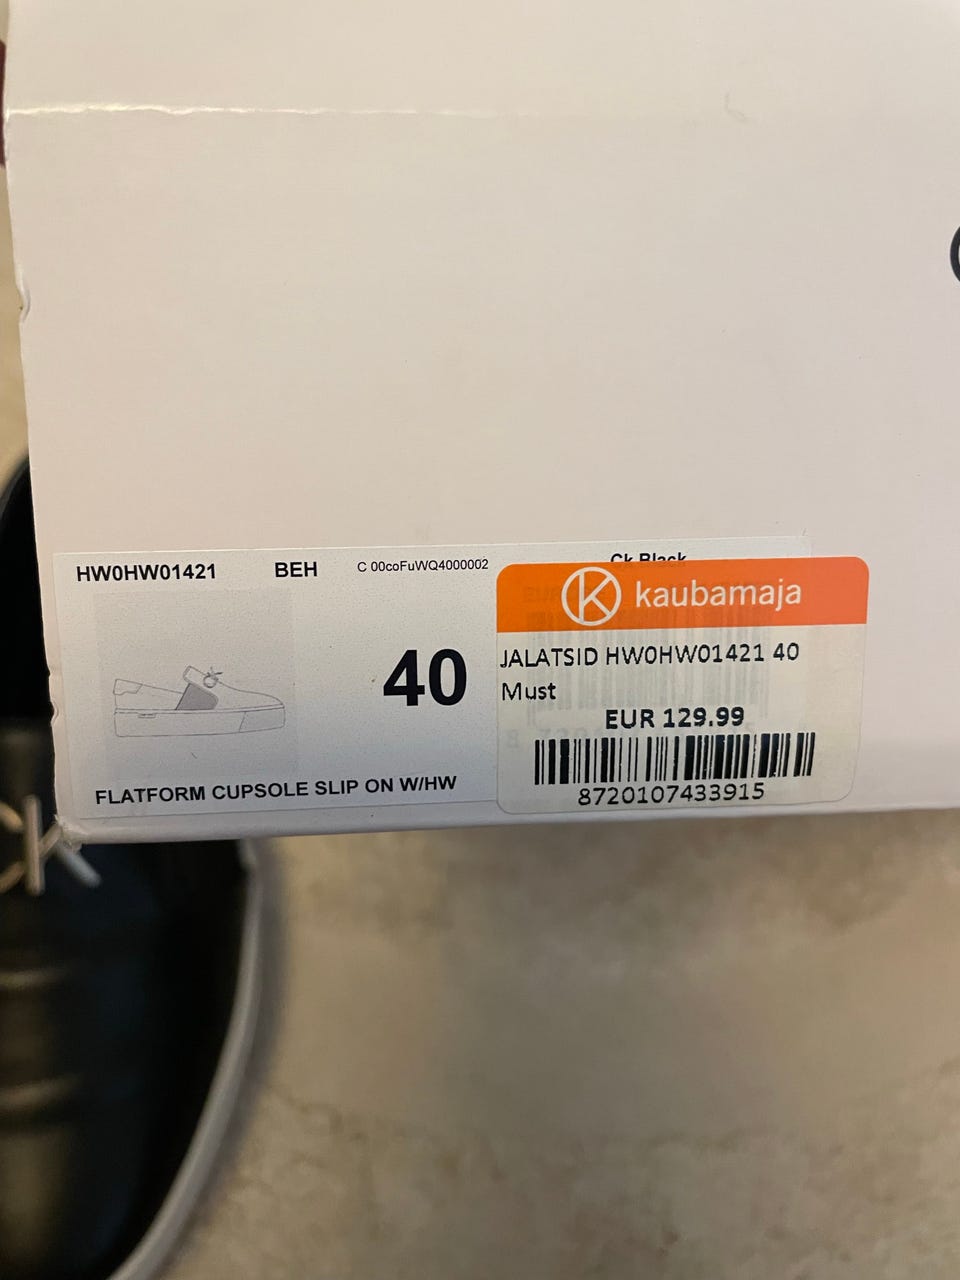 HW0HW01421 BEH C 00coFuWQ4000002 Ck Black
40
FLATFORM CUPSOLE SLIP ON W/HW
kaubamaja
JALATSID HW0HW01421 40
Must
EUR 129.99
8720107433915